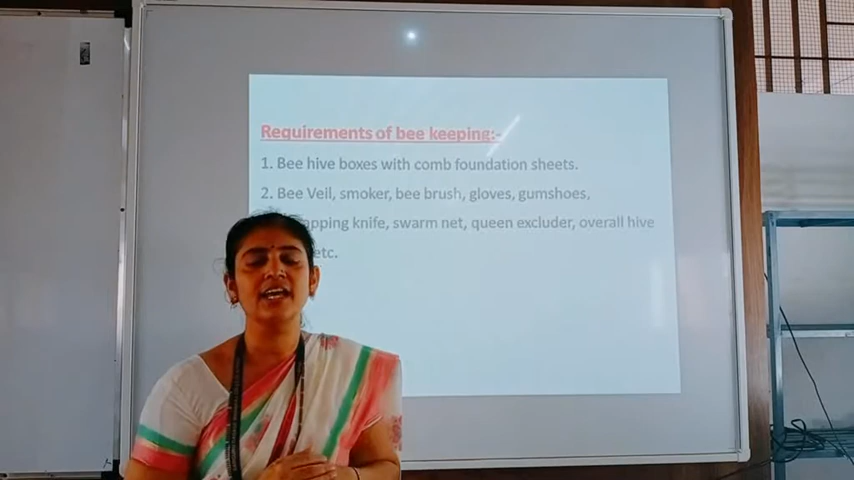 Requirements of bee keeping:-
1. Bee hive boxes with comb foundation sheets.
2. Bee Veil, smoker, bee brush, gloves, gumshoes,
knife, swarm net, queen excluder, overall hive
etc.